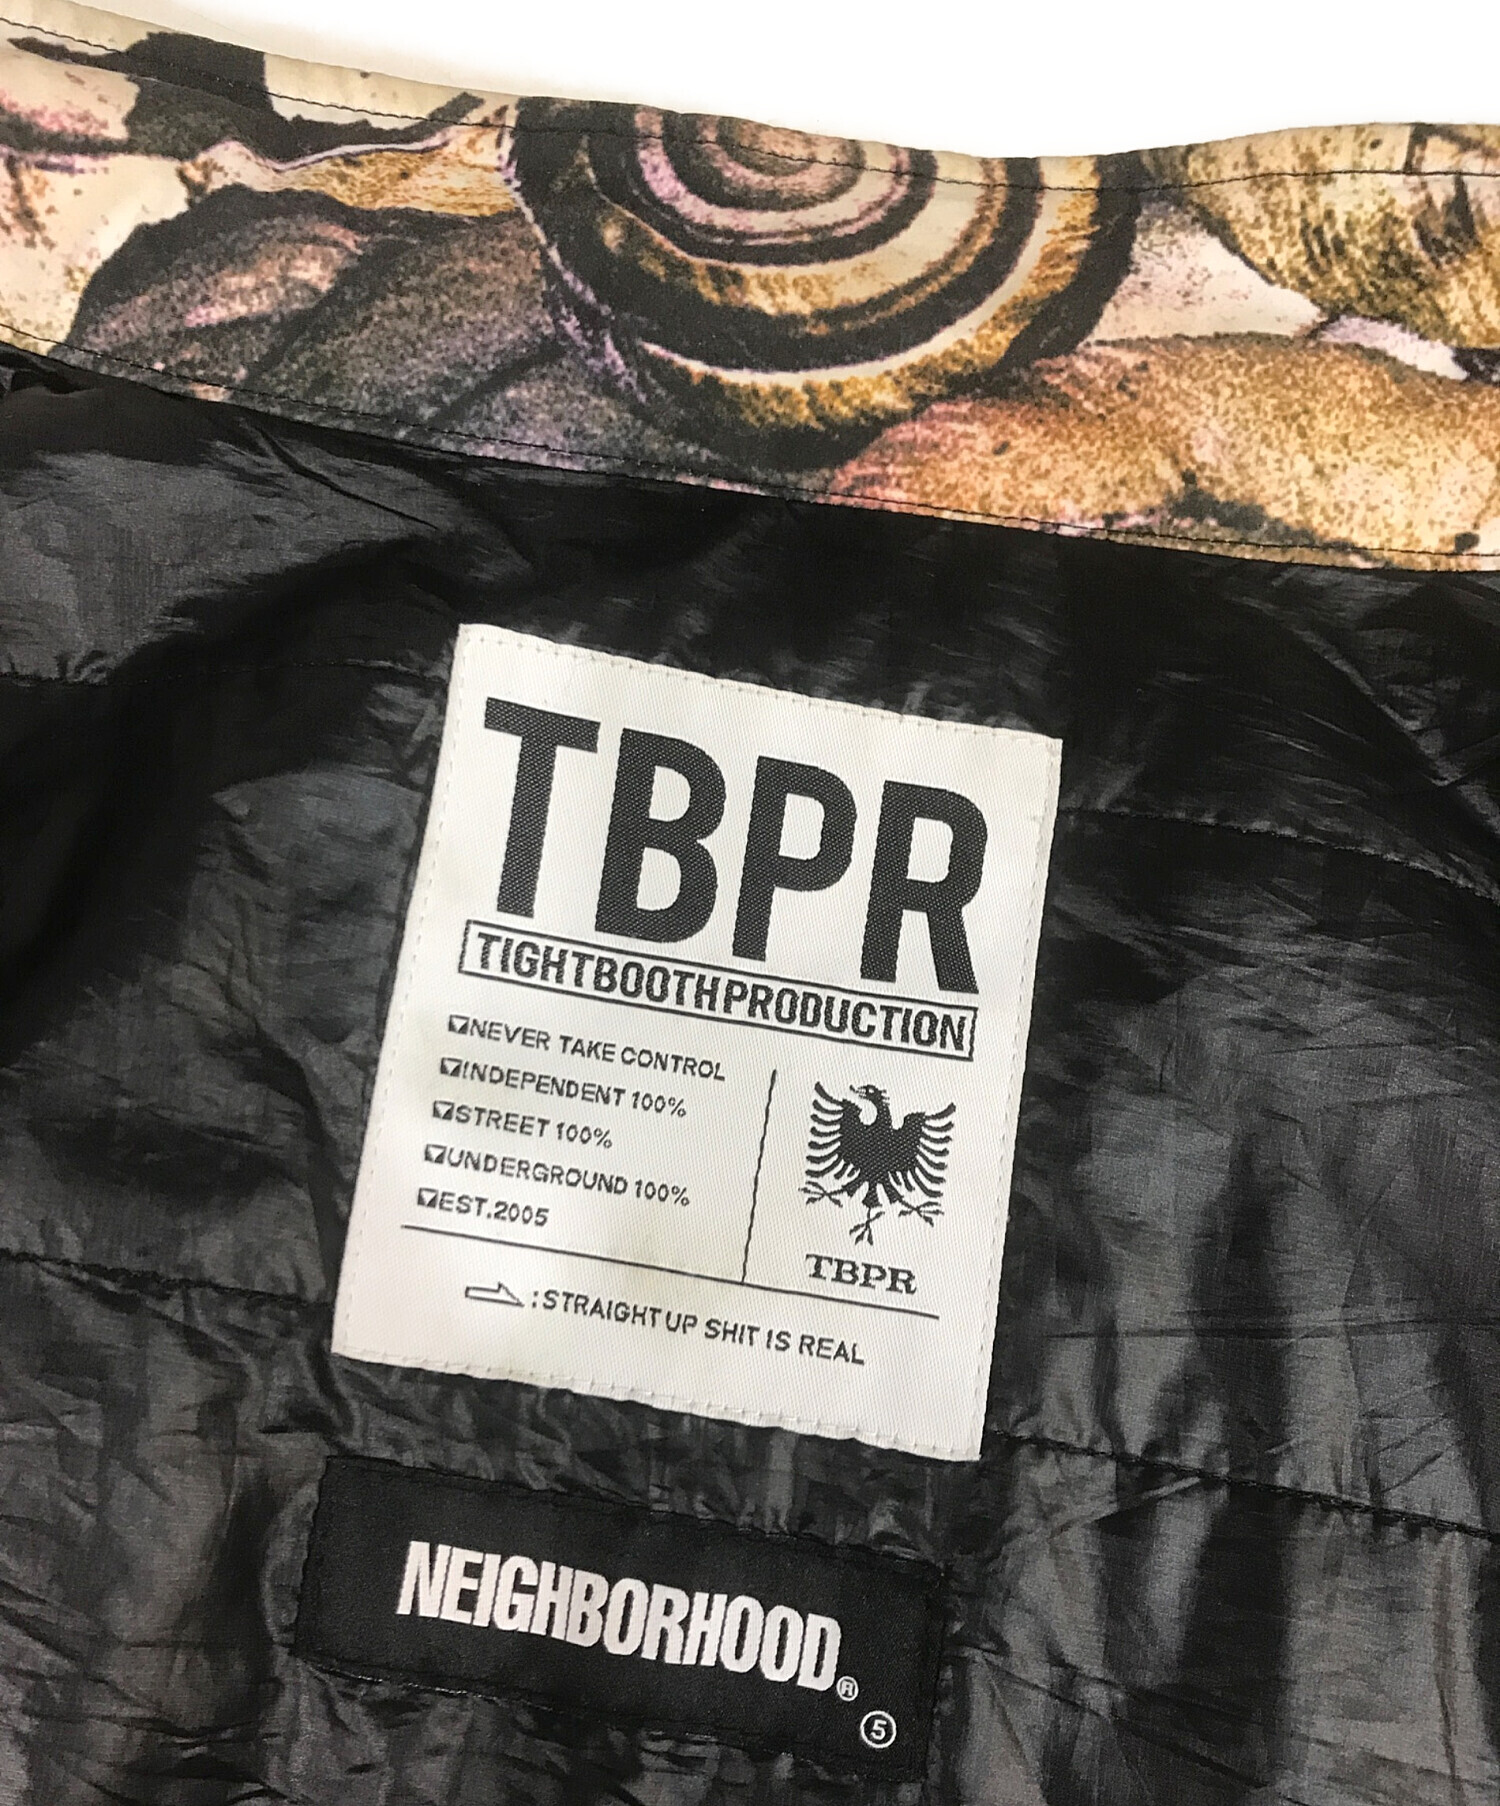 TBPR
TIGHTBOOTHPRODUCTION
NEVER TAKE CONTROL
INDEPENDENT 100%
STREET 100%
UNDERGROUND 100%
EST.2005
TBPR
:STRAIGHT UP SHIT IS REAL
NEIGHBORHOOD®
⑤